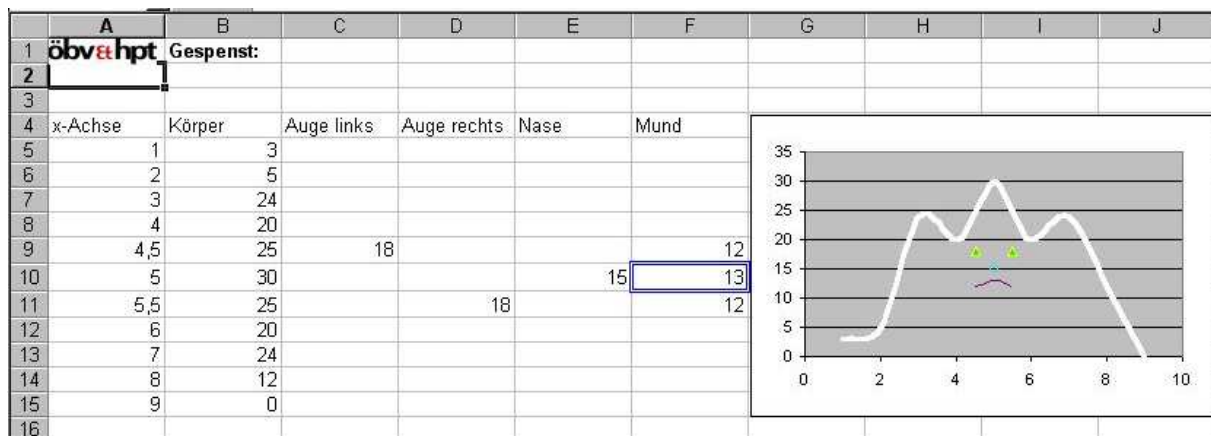 A B C D E F G H I J
1 öbv&hpt Gespenst:
2
3
4 x-Achse Körper Auge links Auge rechts Nase Mund
5 1 3
6 2 5
7 3 24
8 4 20
9 4,5 25 18 12
10 5 30 15 13
11 5,5 25 18 12
12 6 20
13 7 24
14 8 12
15 9 0
16
35
30
25
20
15
10
5
0
0 2 4 6 8 10